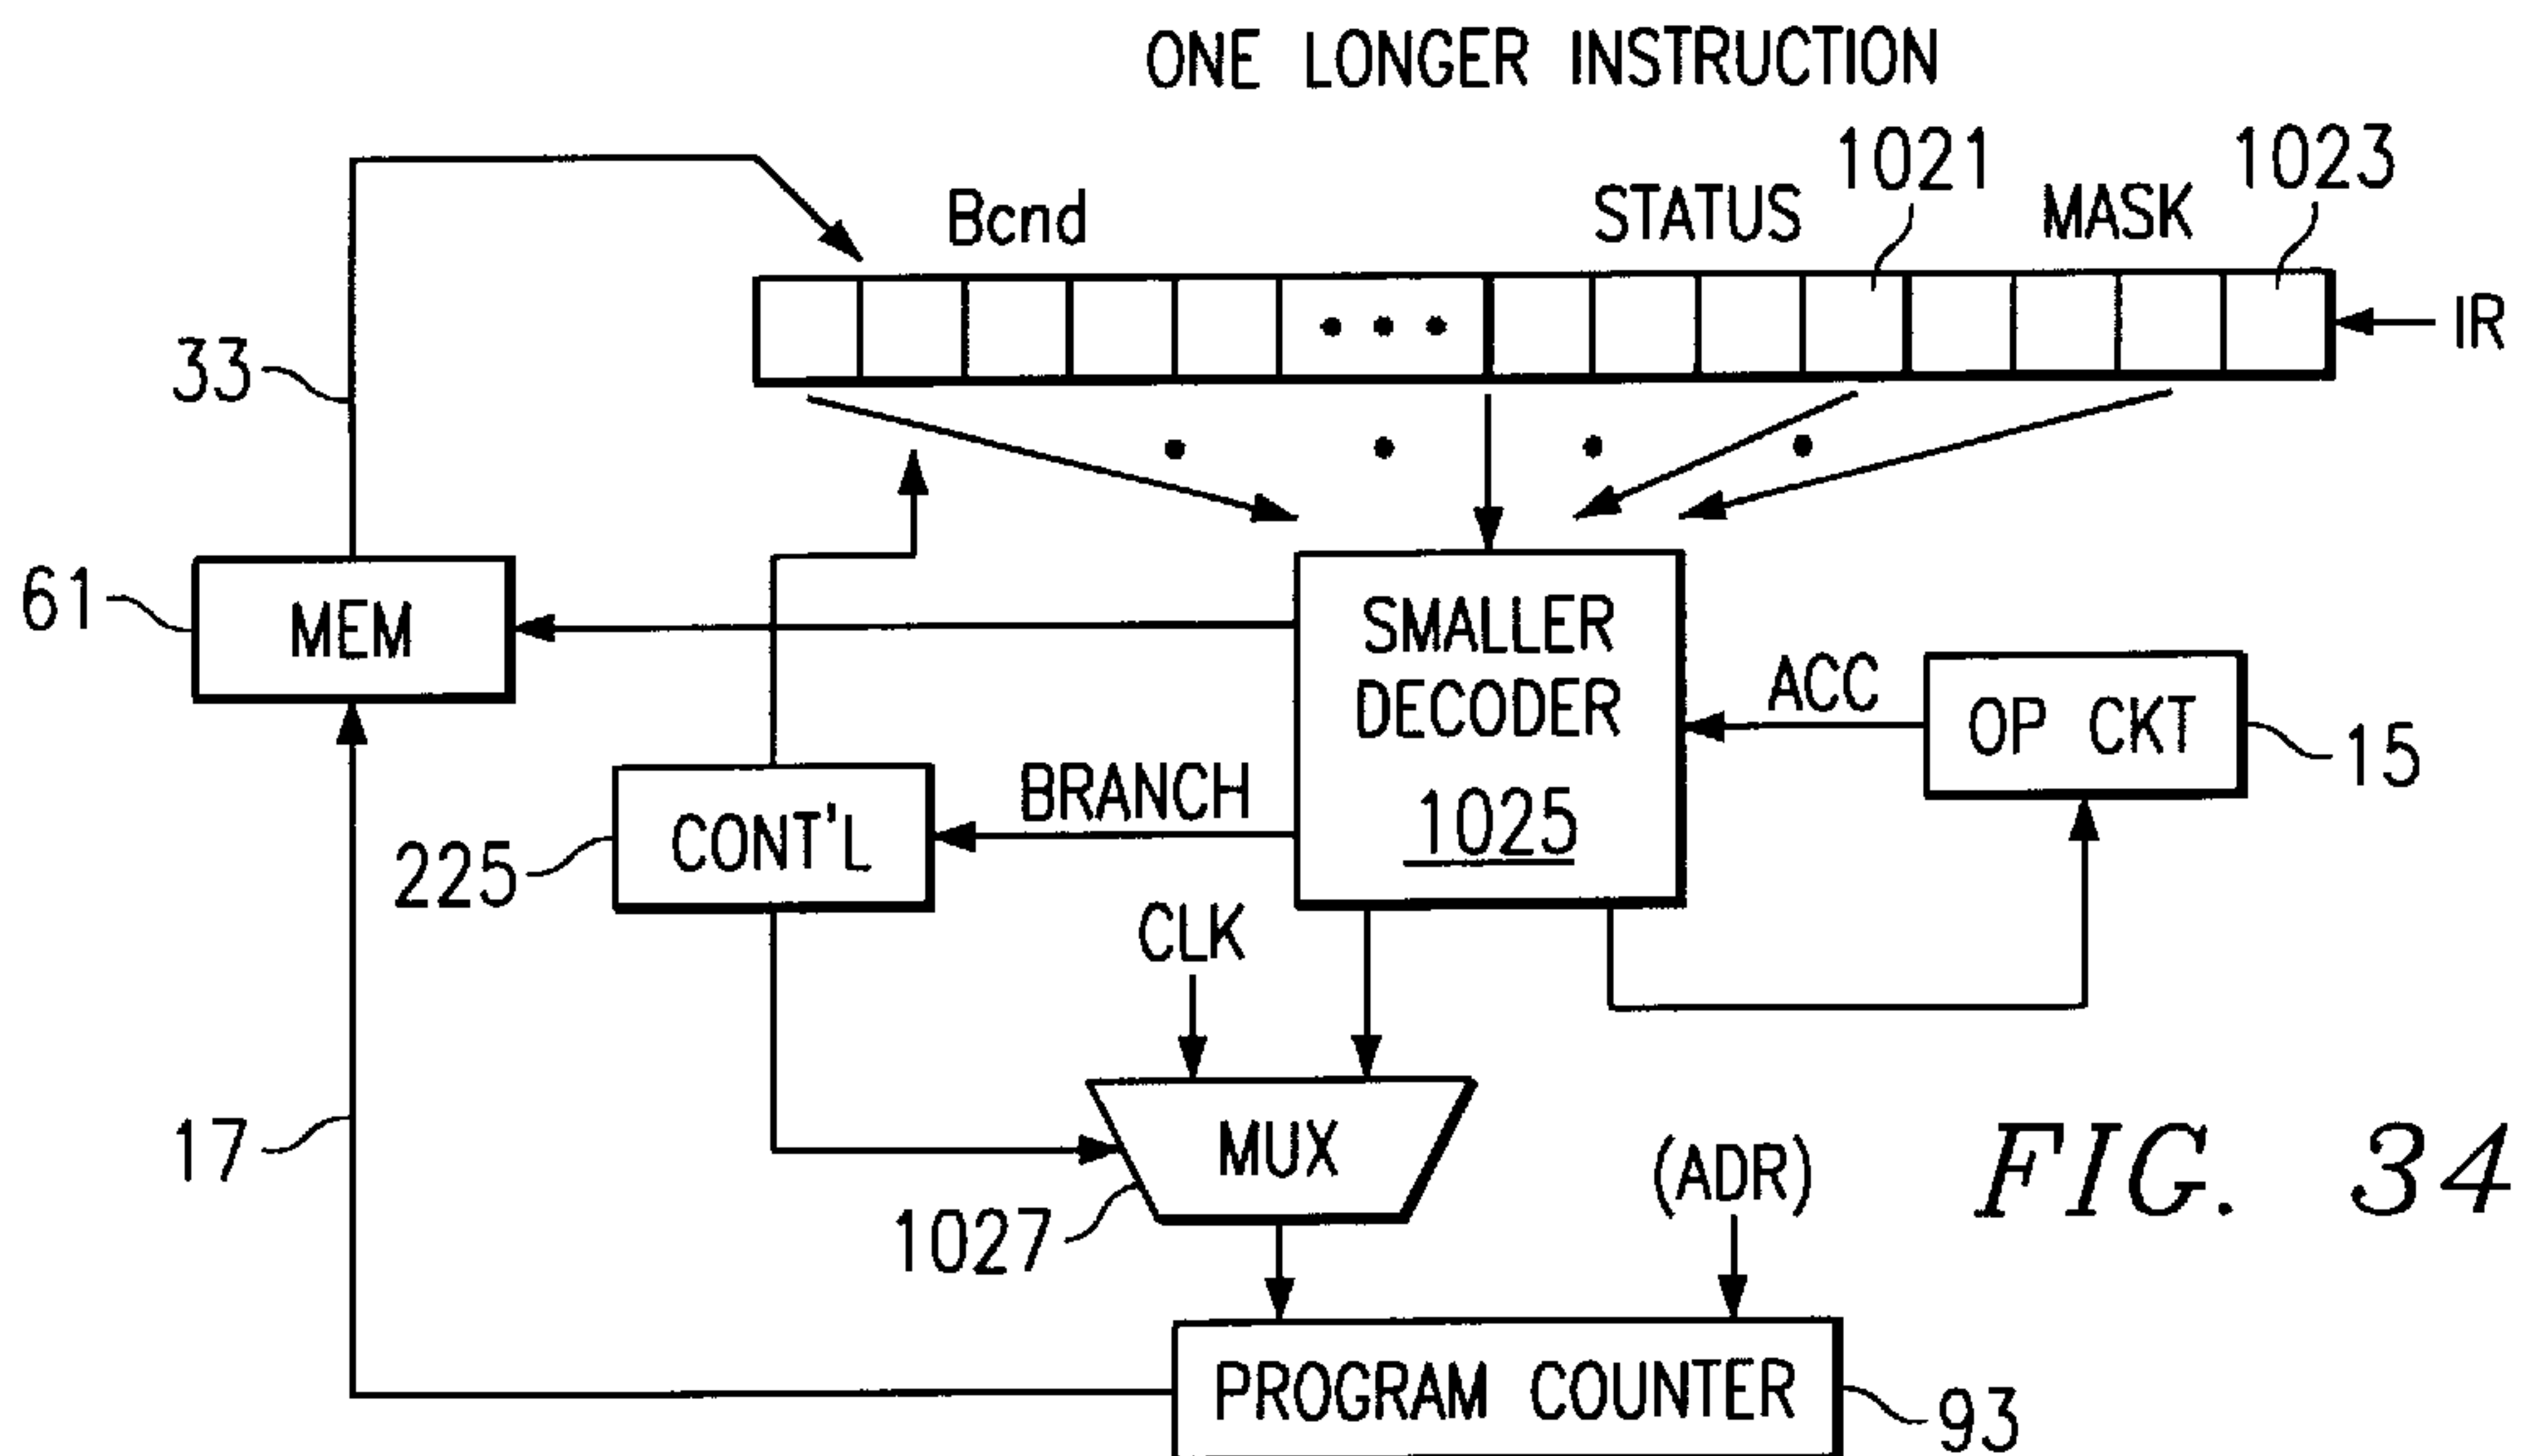 ONE LONGER INSTRUCTION
Bcnd STATUS 1021 MASK 1023
IR
33
61 MEM
SMALLER
DECODER
1025
ACC
OP CKT 15
BRANCH
CONT'L
225
CLK
MUX
1027
17
(ADR)
FIG. 34
PROGRAM COUNTER
93